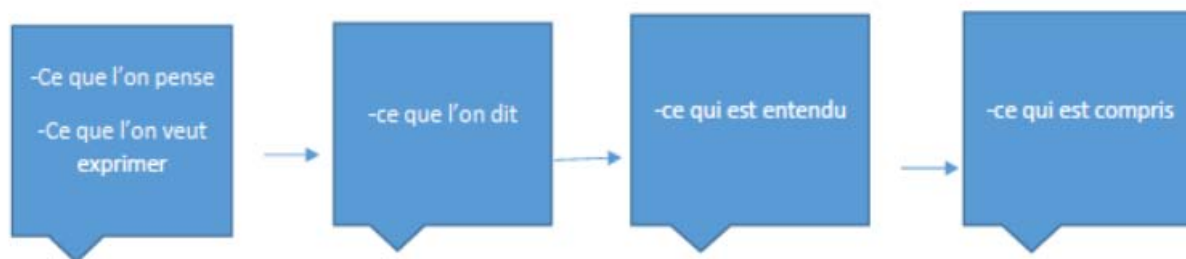 -Ce que l’on pense
-Ce que l’on veut
exprimer
-ce que l’on dit
-ce qui est entendu
-ce qui est compris